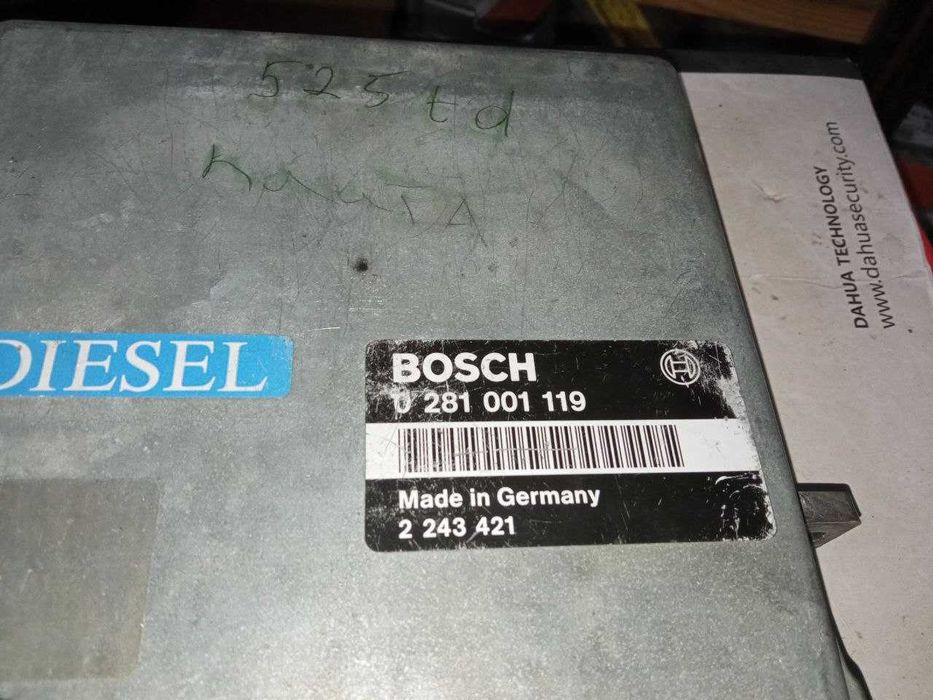 525 td
DIESEL
BOSCH
0 281 001 119
Made in Germany
2 243 421
DAHUA TECHNOLOGY
www.dahuasecurity.com